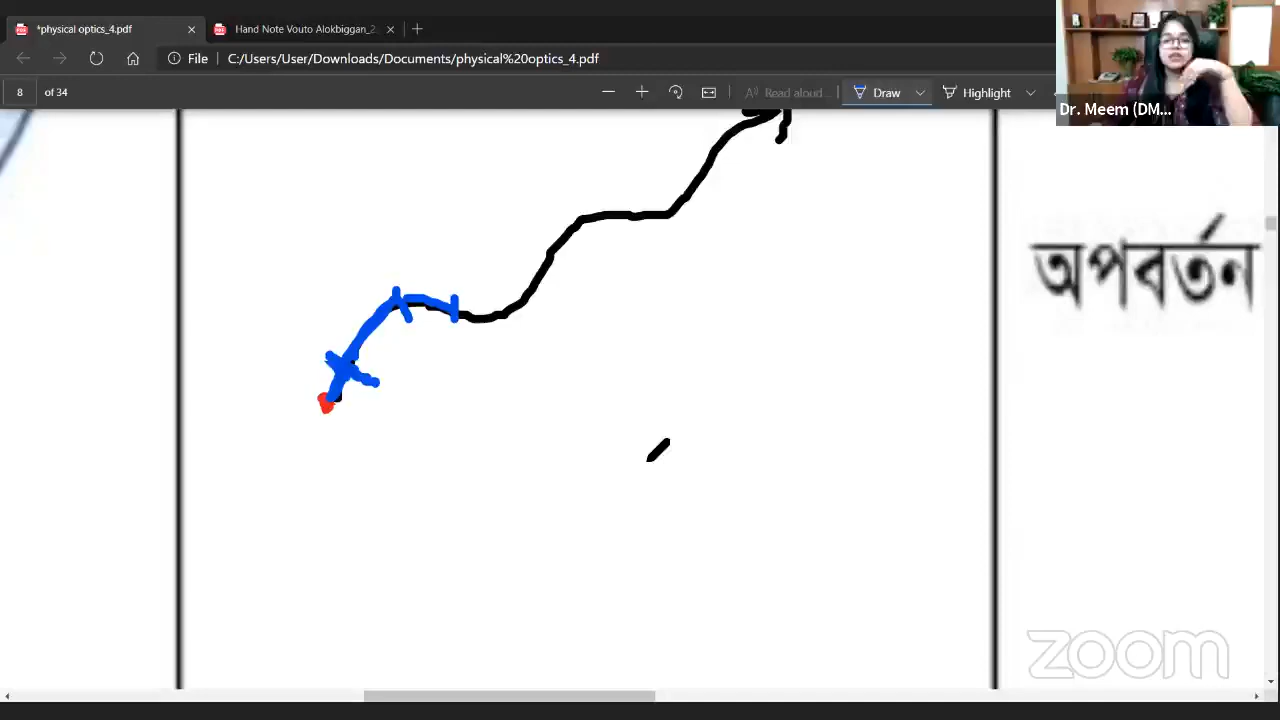 *physical optics_4.pdf
Hand Note Vouto Alokbiggan_2
File C:/Users/User/Downloads/Documents/physical%20optics_4.pdf
8 of 34
Read aloud
Draw
Highlight
Dr. Meem (DM...
অপবর্তন
zoom